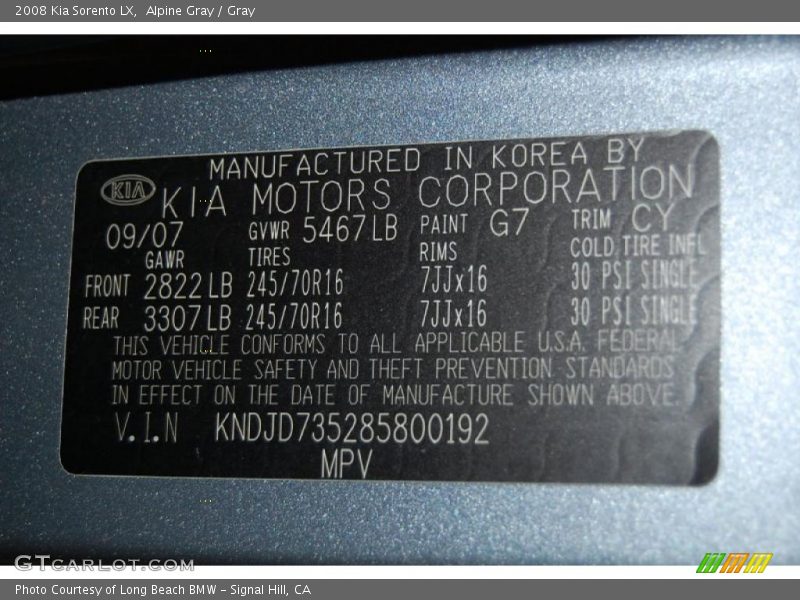 2008 Kia Sorento LX, Alpine Gray / Gray
MANUFACTURED IN KOREA BY
KIA KIA MOTORS CORPORATION
09/07 GVWR 5467LB PAINT G7 TRIM CY
GAWR TIRES RIMS COLD TIRE INFL
FRONT 2822LB 245/70R16 7JJx16 30 PSI SINGLE
REAR 3307LB 245/70R16 7JJx16 30 PSI SINGLE
THIS VEHICLE CONFORMS TO ALL APPLICABLE U.S.A. FEDERAL
MOTOR VEHICLE SAFETY AND THEFT PREVENTION STANDARDS
IN EFFECT ON THE DATE OF MANUFACTURE SHOWN ABOVE.
V.I.N KNDJD735285800192
MPV
GTCARLOT.COM
Photo Courtesy of Long Beach BMW - Signal Hill, CA